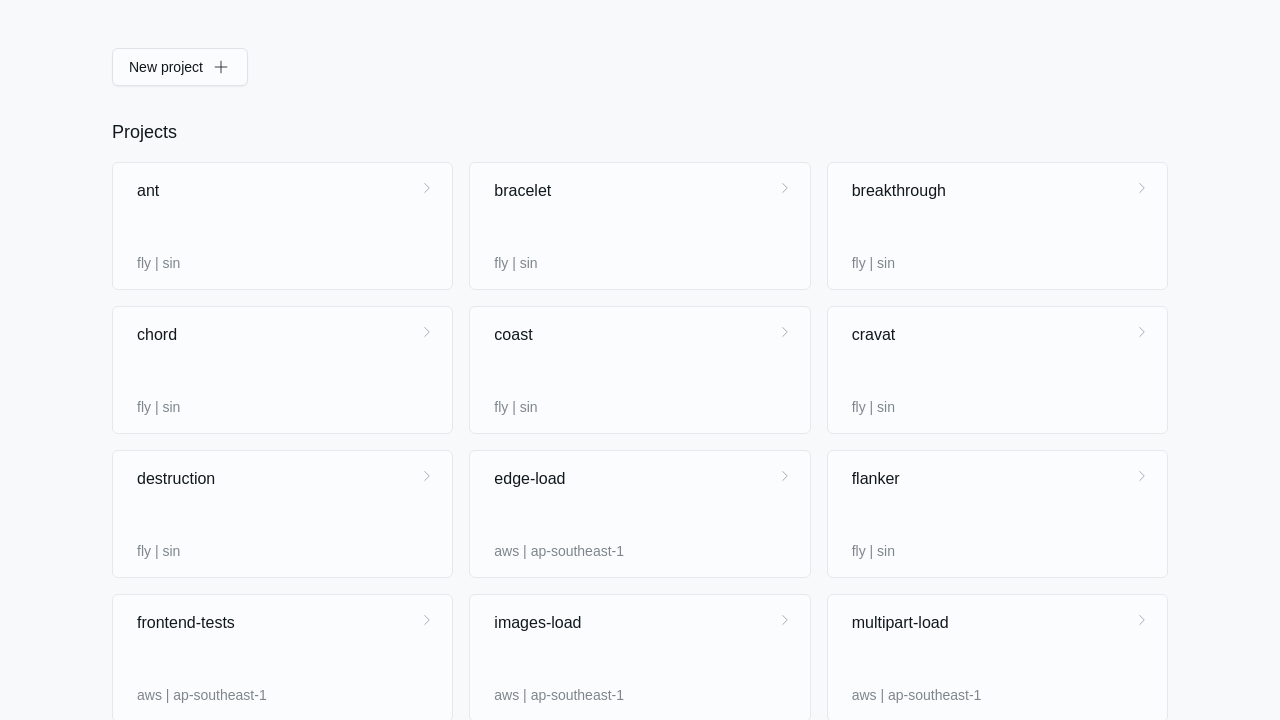 New project
Projects
ant
fly | sin
bracelet
fly | sin
breakthrough
fly | sin
chord
fly | sin
coast
fly | sin
cravat
fly | sin
destruction
fly | sin
edge-load
aws | ap-southeast-1
flanker
fly | sin
frontend-tests
aws | ap-southeast-1
images-load
aws | ap-southeast-1
multipart-load
aws | ap-southeast-1